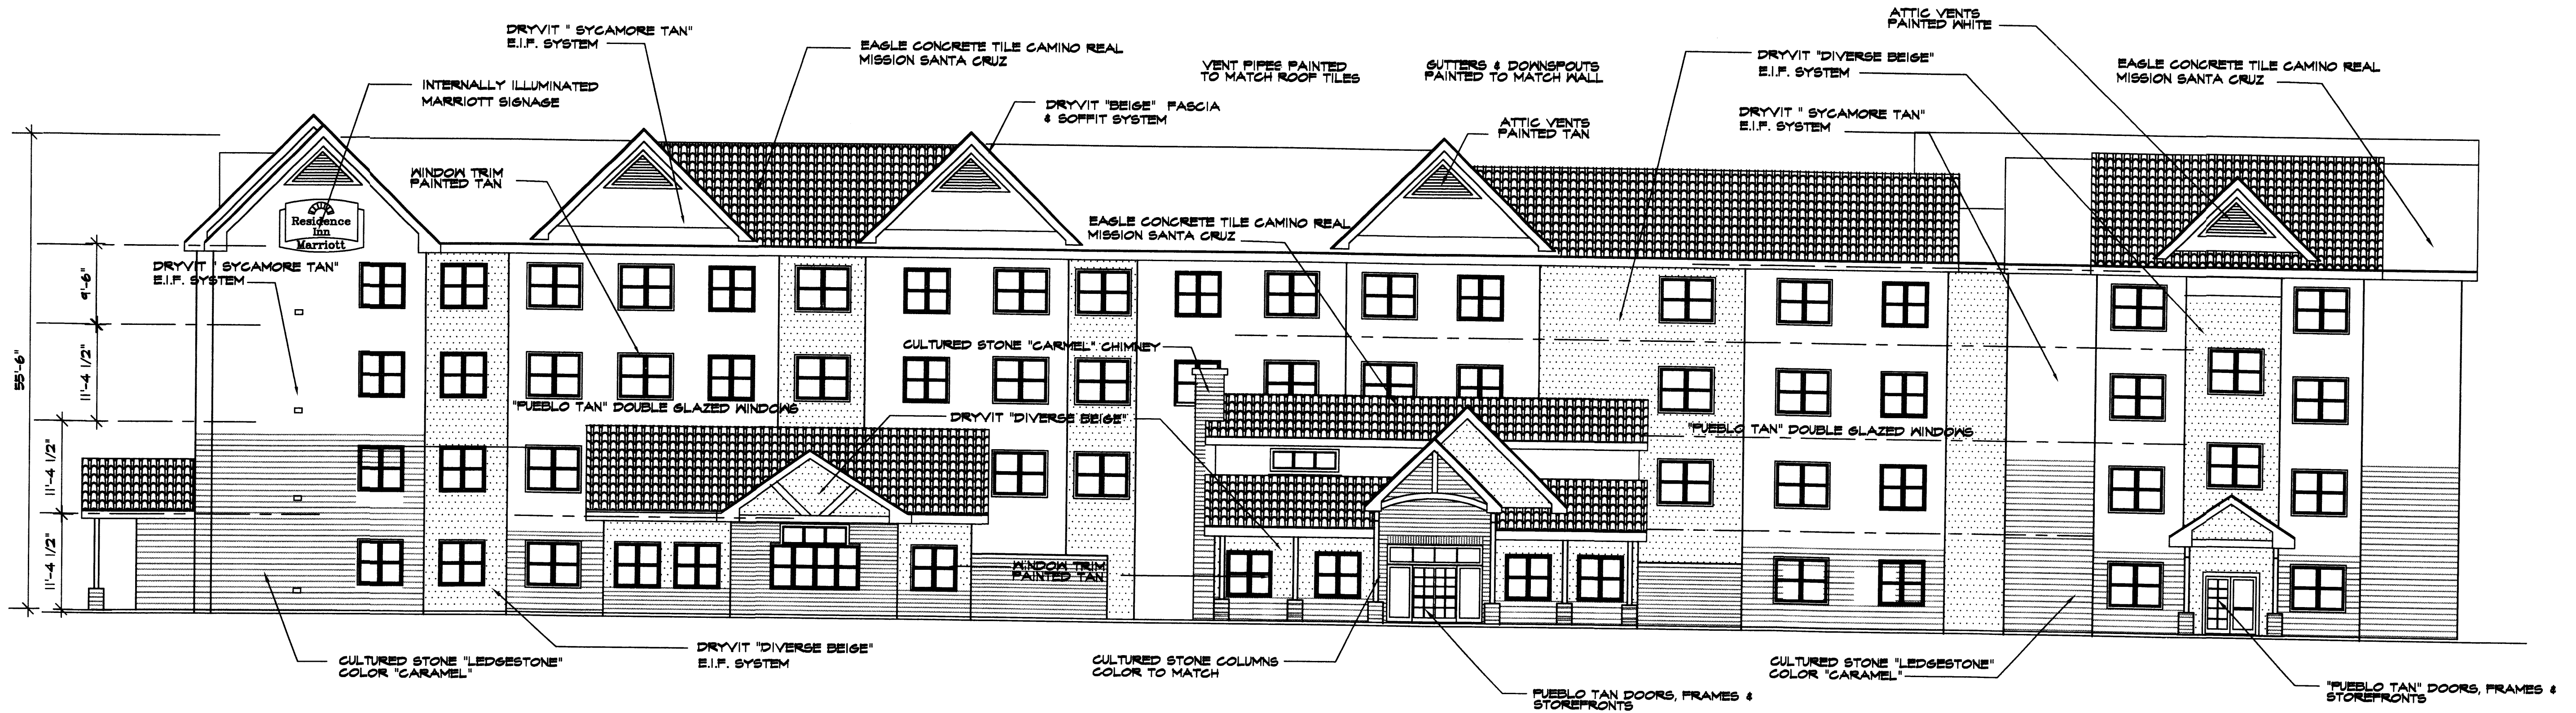 DRYVIT " SYCAMORE TAN"
E.I.F. SYSTEM
EAGLE CONCRETE TILE CAMINO REAL
MISSION SANTA CRUZ
INTERNALLY ILLUMINATED
MARRIOTT SIGNAGE
DRYVIT "BEIGE" FASCIA
& SOFFIT SYSTEM
VENT PIPES PAINTED
TO MATCH ROOF TILES
GUTTERS & DOWNSPOUTS
PAINTED TO MATCH WALL
ATTIC VENTS
PAINTED TAN
DRYVIT "DIVERSE BEIGE"
E.I.F. SYSTEM
DRYVIT " SYCAMORE TAN"
E.I.F. SYSTEM
ATTIC VENTS
PAINTED WHITE
EAGLE CONCRETE TILE CAMINO REAL
MISSION SANTA CRUZ
WINDOW TRIM
PAINTED TAN
Residence
Inn
Marriott
EAGLE CONCRETE TILE CAMINO REAL
MISSION SANTA CRUZ
DRYVIT " SYCAMORE TAN"
E.I.F. SYSTEM
55'-6"
9'-6"
11'-4 1/2"
11'-4 1/2"
11'-4 1/2"
CULTURED STONE "CARMEL" CHIMNEY
"PUEBLO TAN" DOUBLE GLAZED WINDOWS
DRYVIT "DIVERSE BEIGE"
"PUEBLO TAN" DOUBLE GLAZED WINDOWS
WINDOW TRIM
PAINTED TAN
CULTURED STONE "LEDGESTONE"
COLOR "CARAMEL"
DRYVIT "DIVERSE BEIGE"
E.I.F. SYSTEM
CULTURED STONE COLUMNS
COLOR TO MATCH
PUEBLO TAN DOORS, FRAMES &
STOREFRONTS
CULTURED STONE "LEDGESTONE"
COLOR "CARAMEL"
"PUEBLO TAN" DOORS, FRAMES &
STOREFRONTS